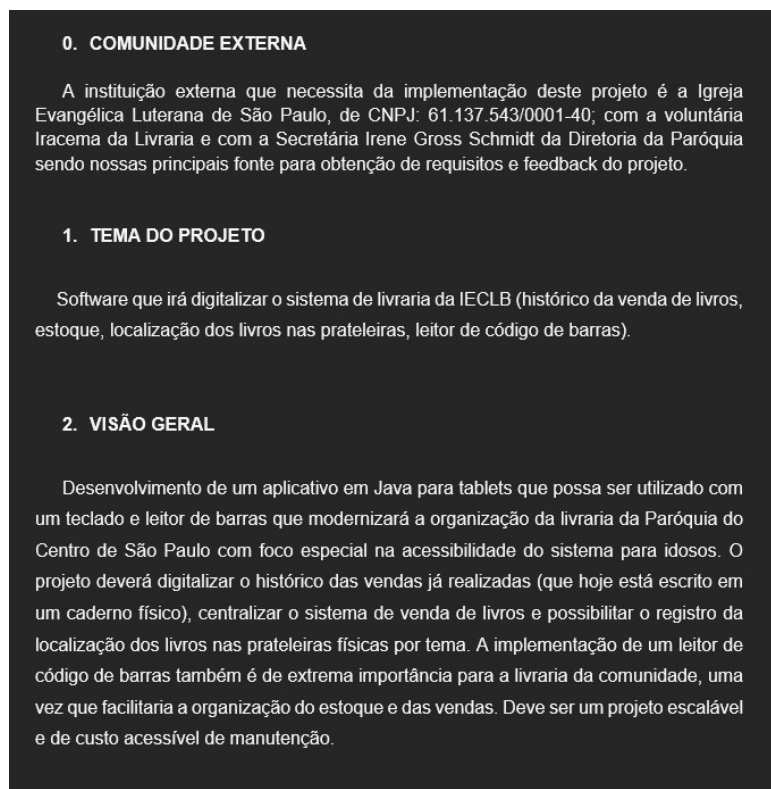 0. COMUNIDADE EXTERNA
A instituição externa que necessita da implementação deste projeto é a Igreja
Evangélica Luterana de São Paulo, de CNPJ: 61.137.543/0001-40; com a voluntária
Iracema da Livraria e com a Secretária Irene Gross Schmidt da Diretoria da Paróquia
sendo nossas principais fonte para obtenção de requisitos e feedback do projeto.
1. TEMA DO PROJETO
Software que irá digitalizar o sistema de livraria da IECLB (histórico da venda de livros,
estoque, localização dos livros nas prateleiras, leitor de código de barras).
2. VISÃO GERAL
Desenvolvimento de um aplicativo em Java para tablets que possa ser utilizado com
um teclado e leitor de barras que modernizará a organização da livraria da Paróquia do
Centro de São Paulo com foco especial na acessibilidade do sistema para idosos. O
projeto deverá digitalizar o histórico das vendas já realizadas (que hoje está escrito em
um caderno físico), centralizar o sistema de venda de livros e possibilitar o registro da
localização dos livros nas prateleiras físicas por tema. A implementação de um leitor de
código de barras também é de extrema importância para a livraria da comunidade, uma
vez que facilitaria a organização do estoque e das vendas. Deve ser um projeto escalável
e de custo acessível de manutenção.